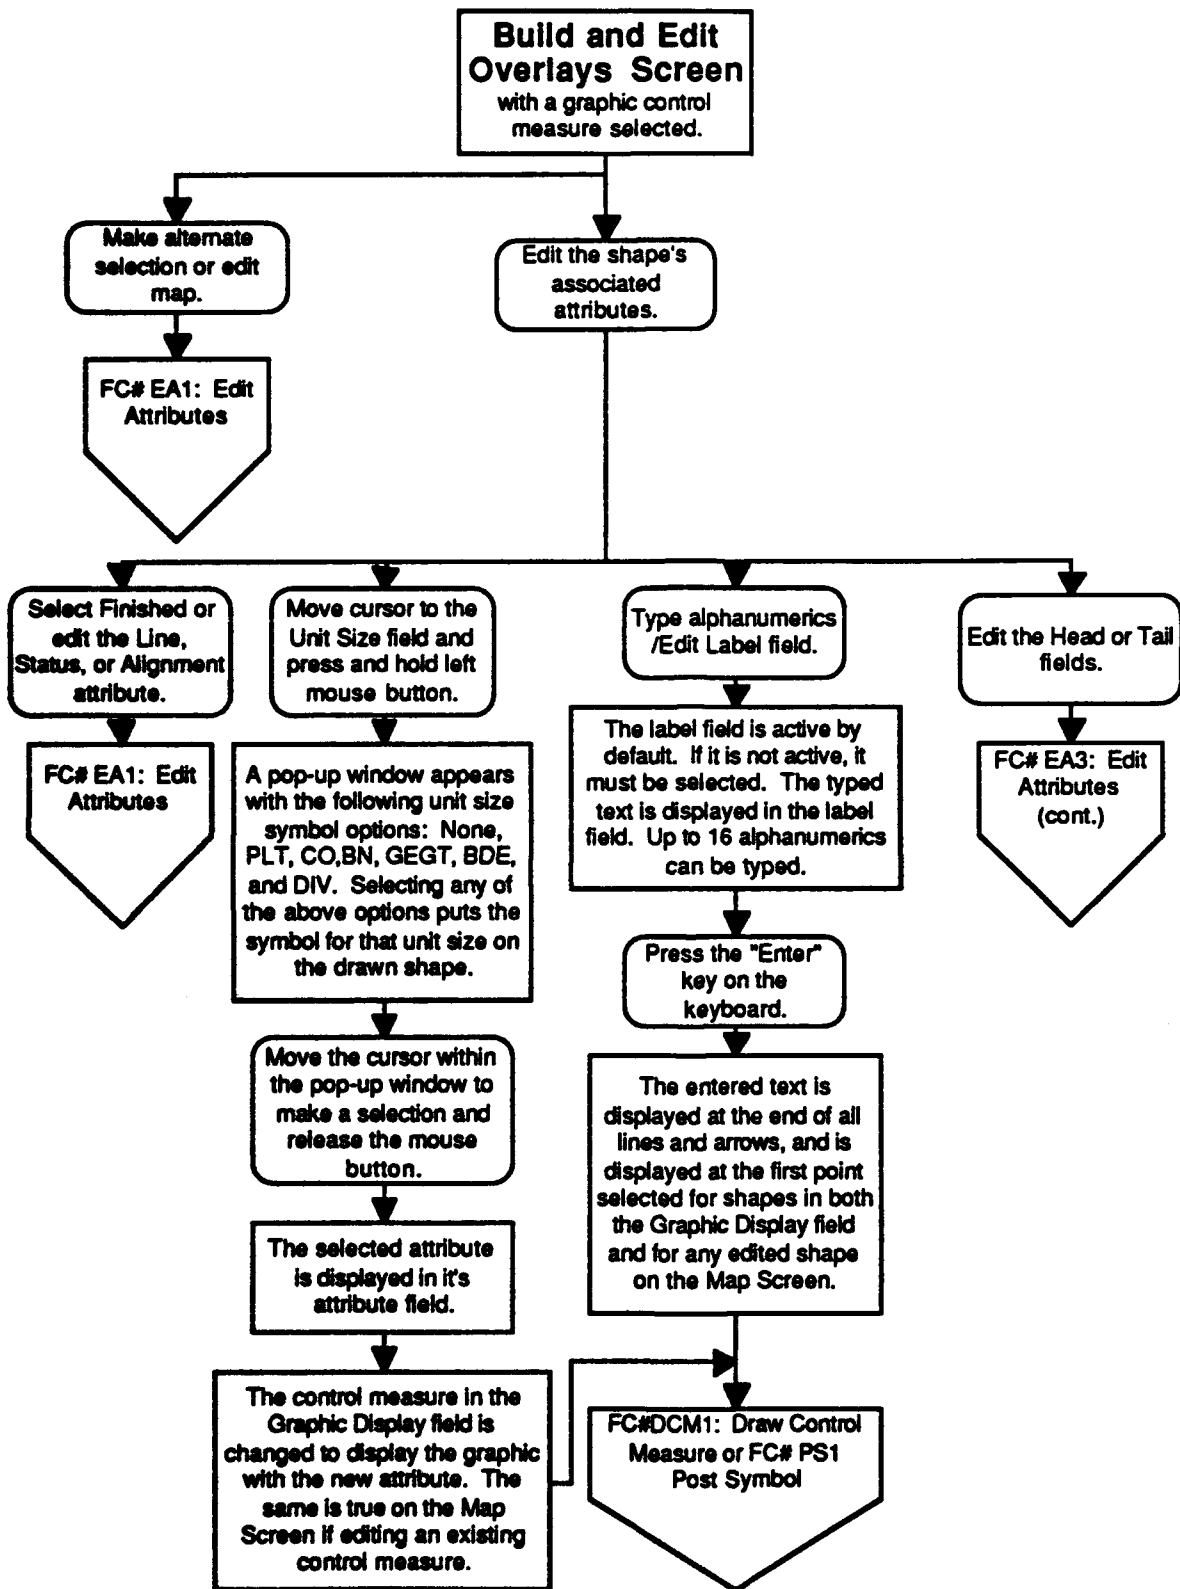 Build and Edit
Overlays Screen
with a graphic control
measure selected.
Make alternate
selection or edit
map.
Edit the shape's
associated
attributes.
FC# EA1: Edit
Attributes
Select Finished or
edit the Line,
Status, or Alignment
attribute.
Move cursor to the
Unit Size field and
press and hold left
mouse button.
Type alphanumerics
/Edit Label field.
Edit the Head or Tail
fields.
FC# EA1: Edit
Attributes
A pop-up window appears
with the following unit size
symbol options: None,
PLT, CO,BN, GEGT, BDE,
and DIV. Selecting any of
the above options puts the
symbol for that unit size on
the drawn shape.
The label field is active by
default. If it is not active, it
must be selected. The typed
text is displayed in the label
field. Up to 16 alphanumerics
can be typed.
FC# EA3: Edit
Attributes
(cont.)
Press the "Enter"
key on the
keyboard.
Move the cursor within
the pop-up window to
make a selection and
release the mouse
button.
The entered text is
displayed at the end of all
lines and arrows, and is
displayed at the first point
selected for shapes in both
the Graphic Display field
and for any edited shape
on the Map Screen.
The selected attribute
is displayed in it's
attribute field.
The control measure in the
Graphic Display field is
changed to display the graphic
with the new attribute. The
same is true on the Map
Screen if editing an existing
control measure.
FC#DCM1: Draw Control
Measure or FC# PS1
Post Symbol